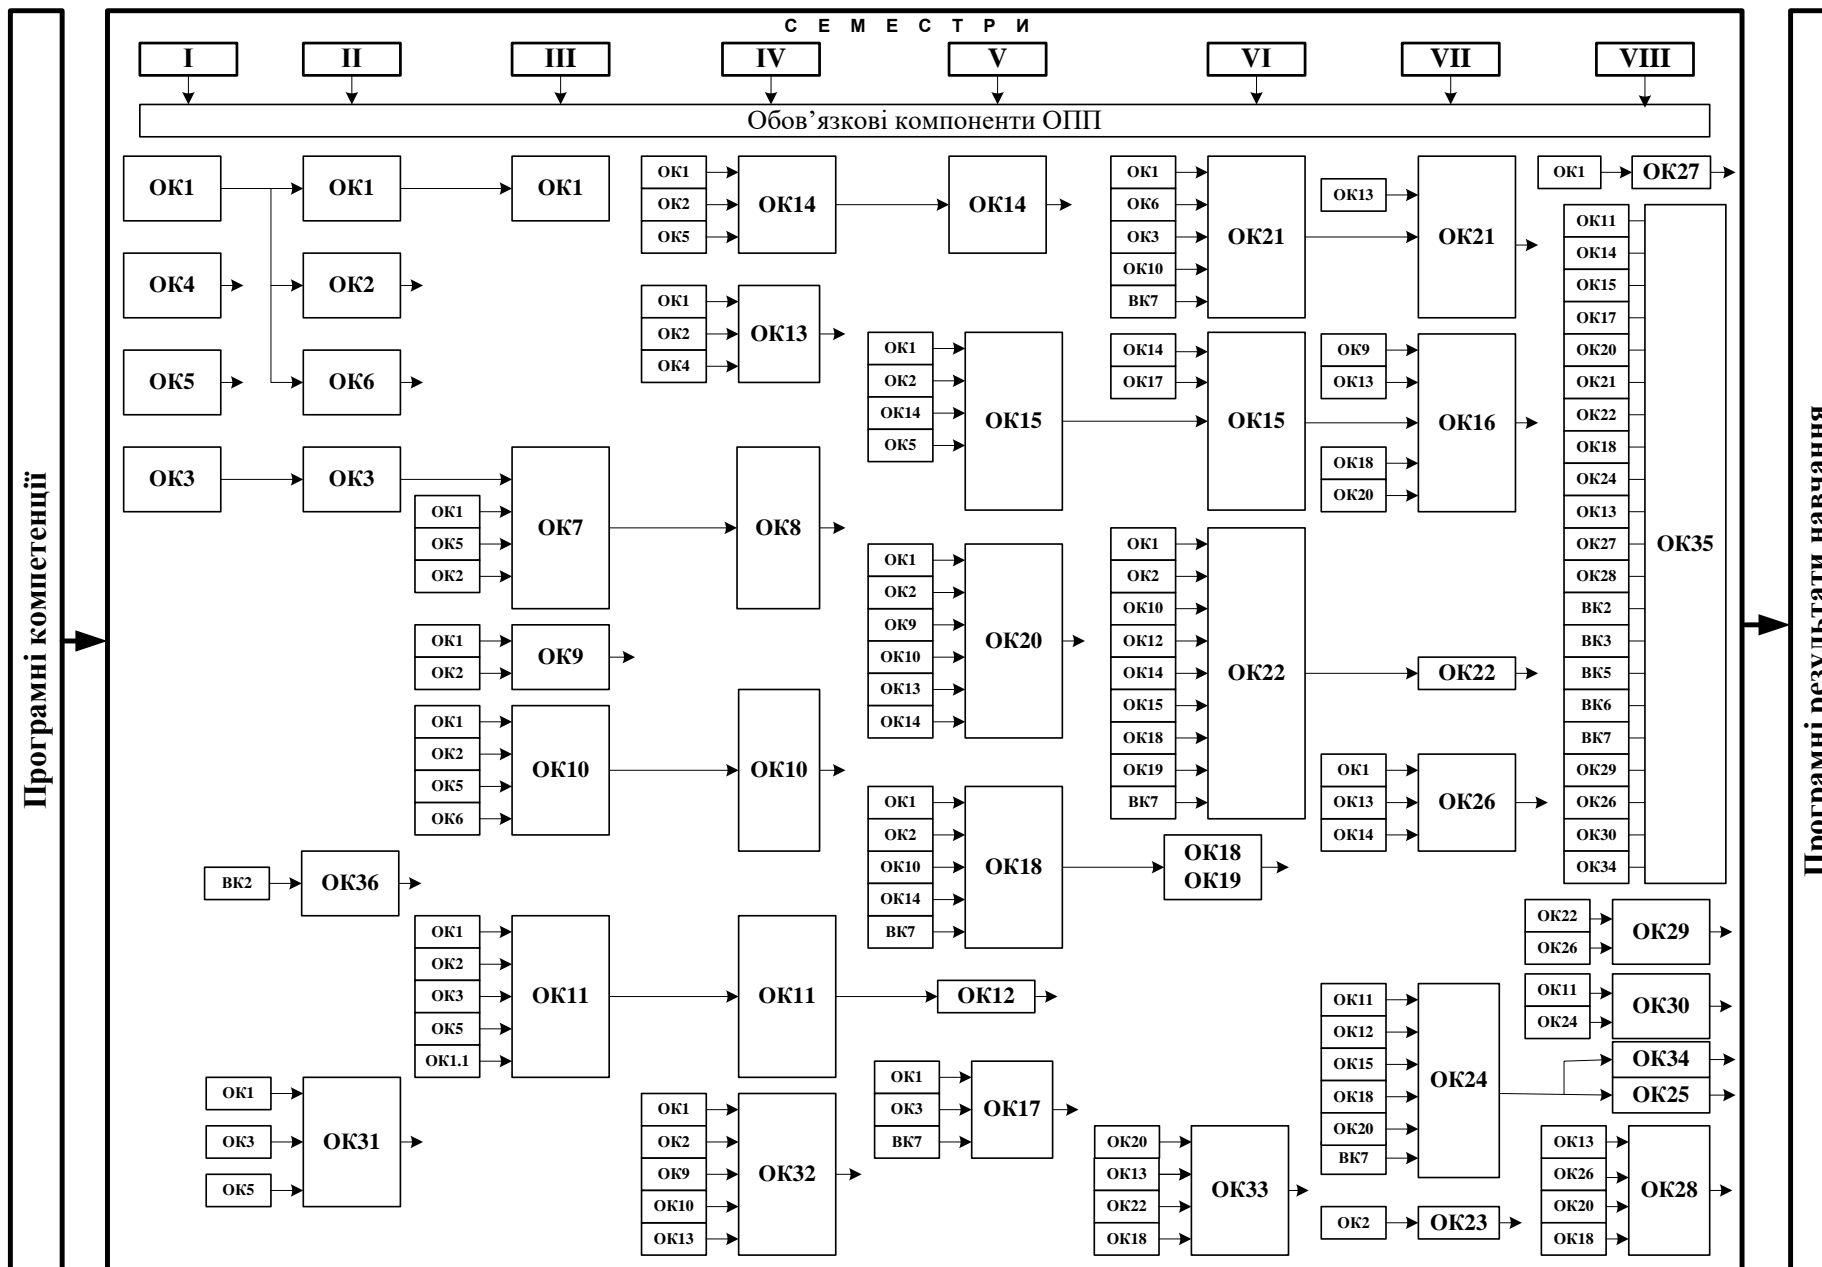 С Е М Е С Т Р И
I
II
III
IV
V
VI
VII
VIII
Обов’язкові компоненти ОПП
Програмні компетенції
Програмні результати навчання
ОК1
ОК4
ОК5
ОК3
ОК1
ОК2
ОК6
ОК3
ВК2
ОК36
ОК1
ОК3
ОК5
ОК31
ОК1
ОК1
ОК5
ОК2
ОК7
ОК1
ОК2
ОК9
ОК1
ОК2
ОК5
ОК6
ОК10
ОК1
ОК2
ОК3
ОК5
ОК1.1
ОК11
ОК1
ОК2
ОК5
ОК14
ОК1
ОК2
ОК4
ОК13
ОК8
ОК10
ОК11
ОК1
ОК2
ОК9
ОК10
ОК13
ОК32
ОК14
ОК1
ОК2
ОК14
ОК5
ОК15
ОК1
ОК2
ОК9
ОК10
ОК13
ОК14
ОК20
ОК1
ОК2
ОК10
ОК14
ВК7
ОК18
ОК12
ОК1
ОК3
ВК7
ОК17
ОК1
ОК6
ОК3
ОК10
ВК7
ОК21
ОК14
ОК17
ОК15
ОК1
ОК2
ОК10
ОК12
ОК14
ОК15
ОК18
ОК19
ВК7
ОК22
ОК18
ОК19
ОК20
ОК13
ОК22
ОК18
ОК33
ОК13
ОК21
ОК9
ОК13
ОК18
ОК20
ОК16
ОК22
ОК1
ОК13
ОК14
ОК26
ОК11
ОК12
ОК15
ОК18
ОК20
ВК7
ОК24
ОК2
ОК23
ОК1
ОК27
ОК11
ОК14
ОК15
ОК17
ОК20
ОК21
ОК22
ОК18
ОК24
ОК13
ОК27
ОК28
ВК2
ВК3
ВК5
ВК6
ВК7
ОК29
ОК26
ОК30
ОК34
ОК35
ОК22
ОК26
ОК29
ОК11
ОК24
ОК30
ОК34
ОК25
ОК13
ОК26
ОК20
ОК18
ОК28